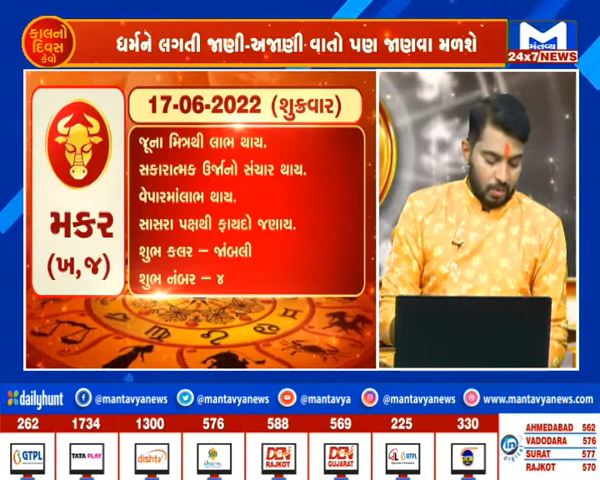 કાલનો
દિવસ
કેવો
ધર્મને લગતી જાણી-અજાણી વાતો પણ જાણવા મળશે
મંતવ્ય
24x7NEWS
17-06-2022 (શુક્રવાર)
જૂના મિત્રથી લાભ થાય.
સકારાત્મક ઉર્જાનો સંચાર થાય.
વેપારમાંલાભ થાય.
સાસરા પક્ષથી ફાયદો જણાય.
શુભ કલર – જાંબલી
શુભ નંબર – ૪
મકર
(ખ,જ)
dailyhunt @mantavyanews @mantavyanews @mantavya @mantavyanews www.mantavyanews.com
262 1734 1300 576 588 569 225 330
GTPL TATA PLAY dishtv DEN RAJKOT DEN GUJARAT GTPL
in digital
AHMEDABAD 562
VADODARA 576
SURAT 577
RAJKOT 570